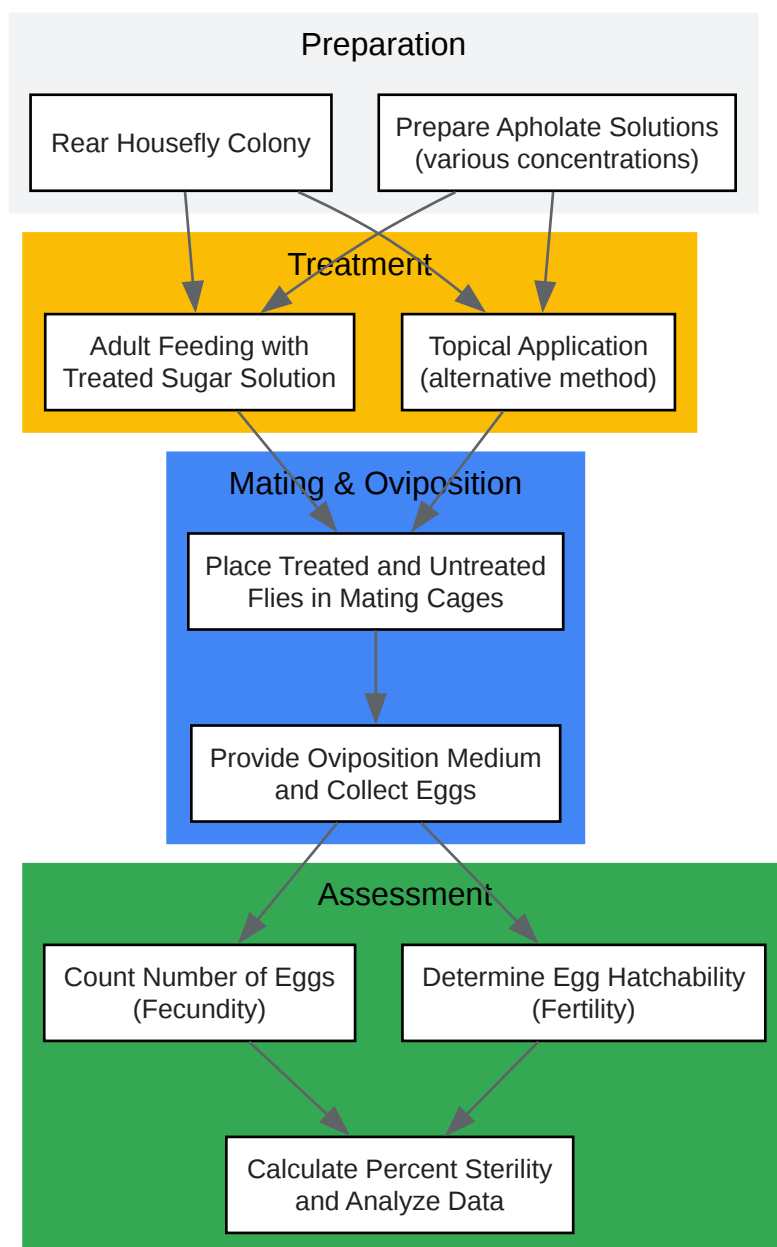 Preparation
Rear Housefly Colony
Prepare Apholate Solutions
(various concentrations)
Treatment
Adult Feeding with
Treated Sugar Solution
Topical Application
(alternative method)
Mating & Oviposition
Place Treated and Untreated
Flies in Mating Cages
Provide Oviposition Medium
and Collect Eggs
Assessment
Count Number of Eggs
(Fecundity)
Determine Egg Hatchability
(Fertility)
Calculate Percent Sterility
and Analyze Data